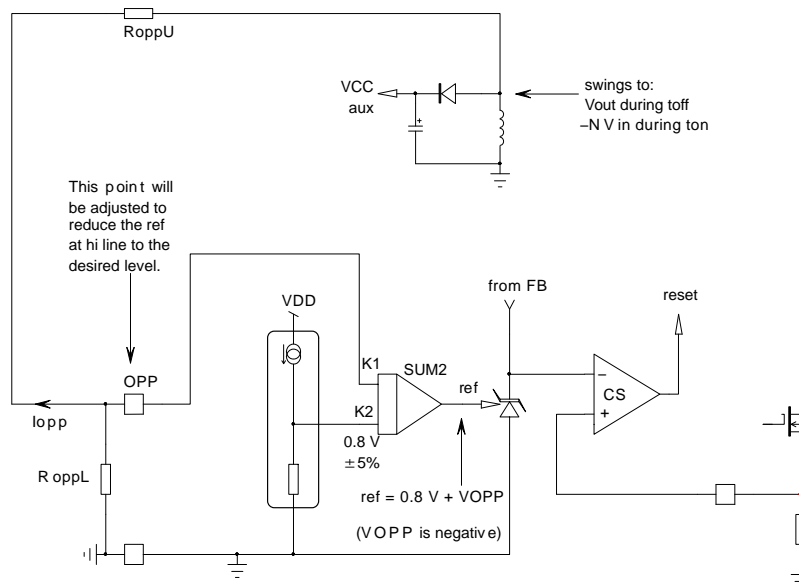 RoppU
VCC
aux
swings to:
Vout during toff
–N V in during ton
This point will
be adjusted to
reduce the ref
at hi line to the
desired level.
from FB
reset
VDD
OPP
K1
SUM2
ref
CS
–
+
Iopp
K2
0.8 V
±5%
RoppL
ref = 0.8 V + VOPP
(VOPP is negative)
+